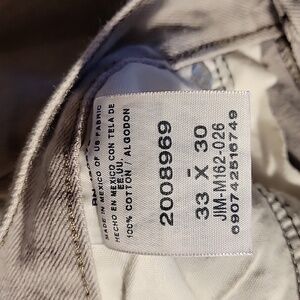 MADE IN MEXICO OF US FABRIC
HECHO EN MEXICO CON TELA DE
EE.UU.
100% COTTON / ALGODON
2008969
-
33 X 30
JIM-M162-026
690742516749